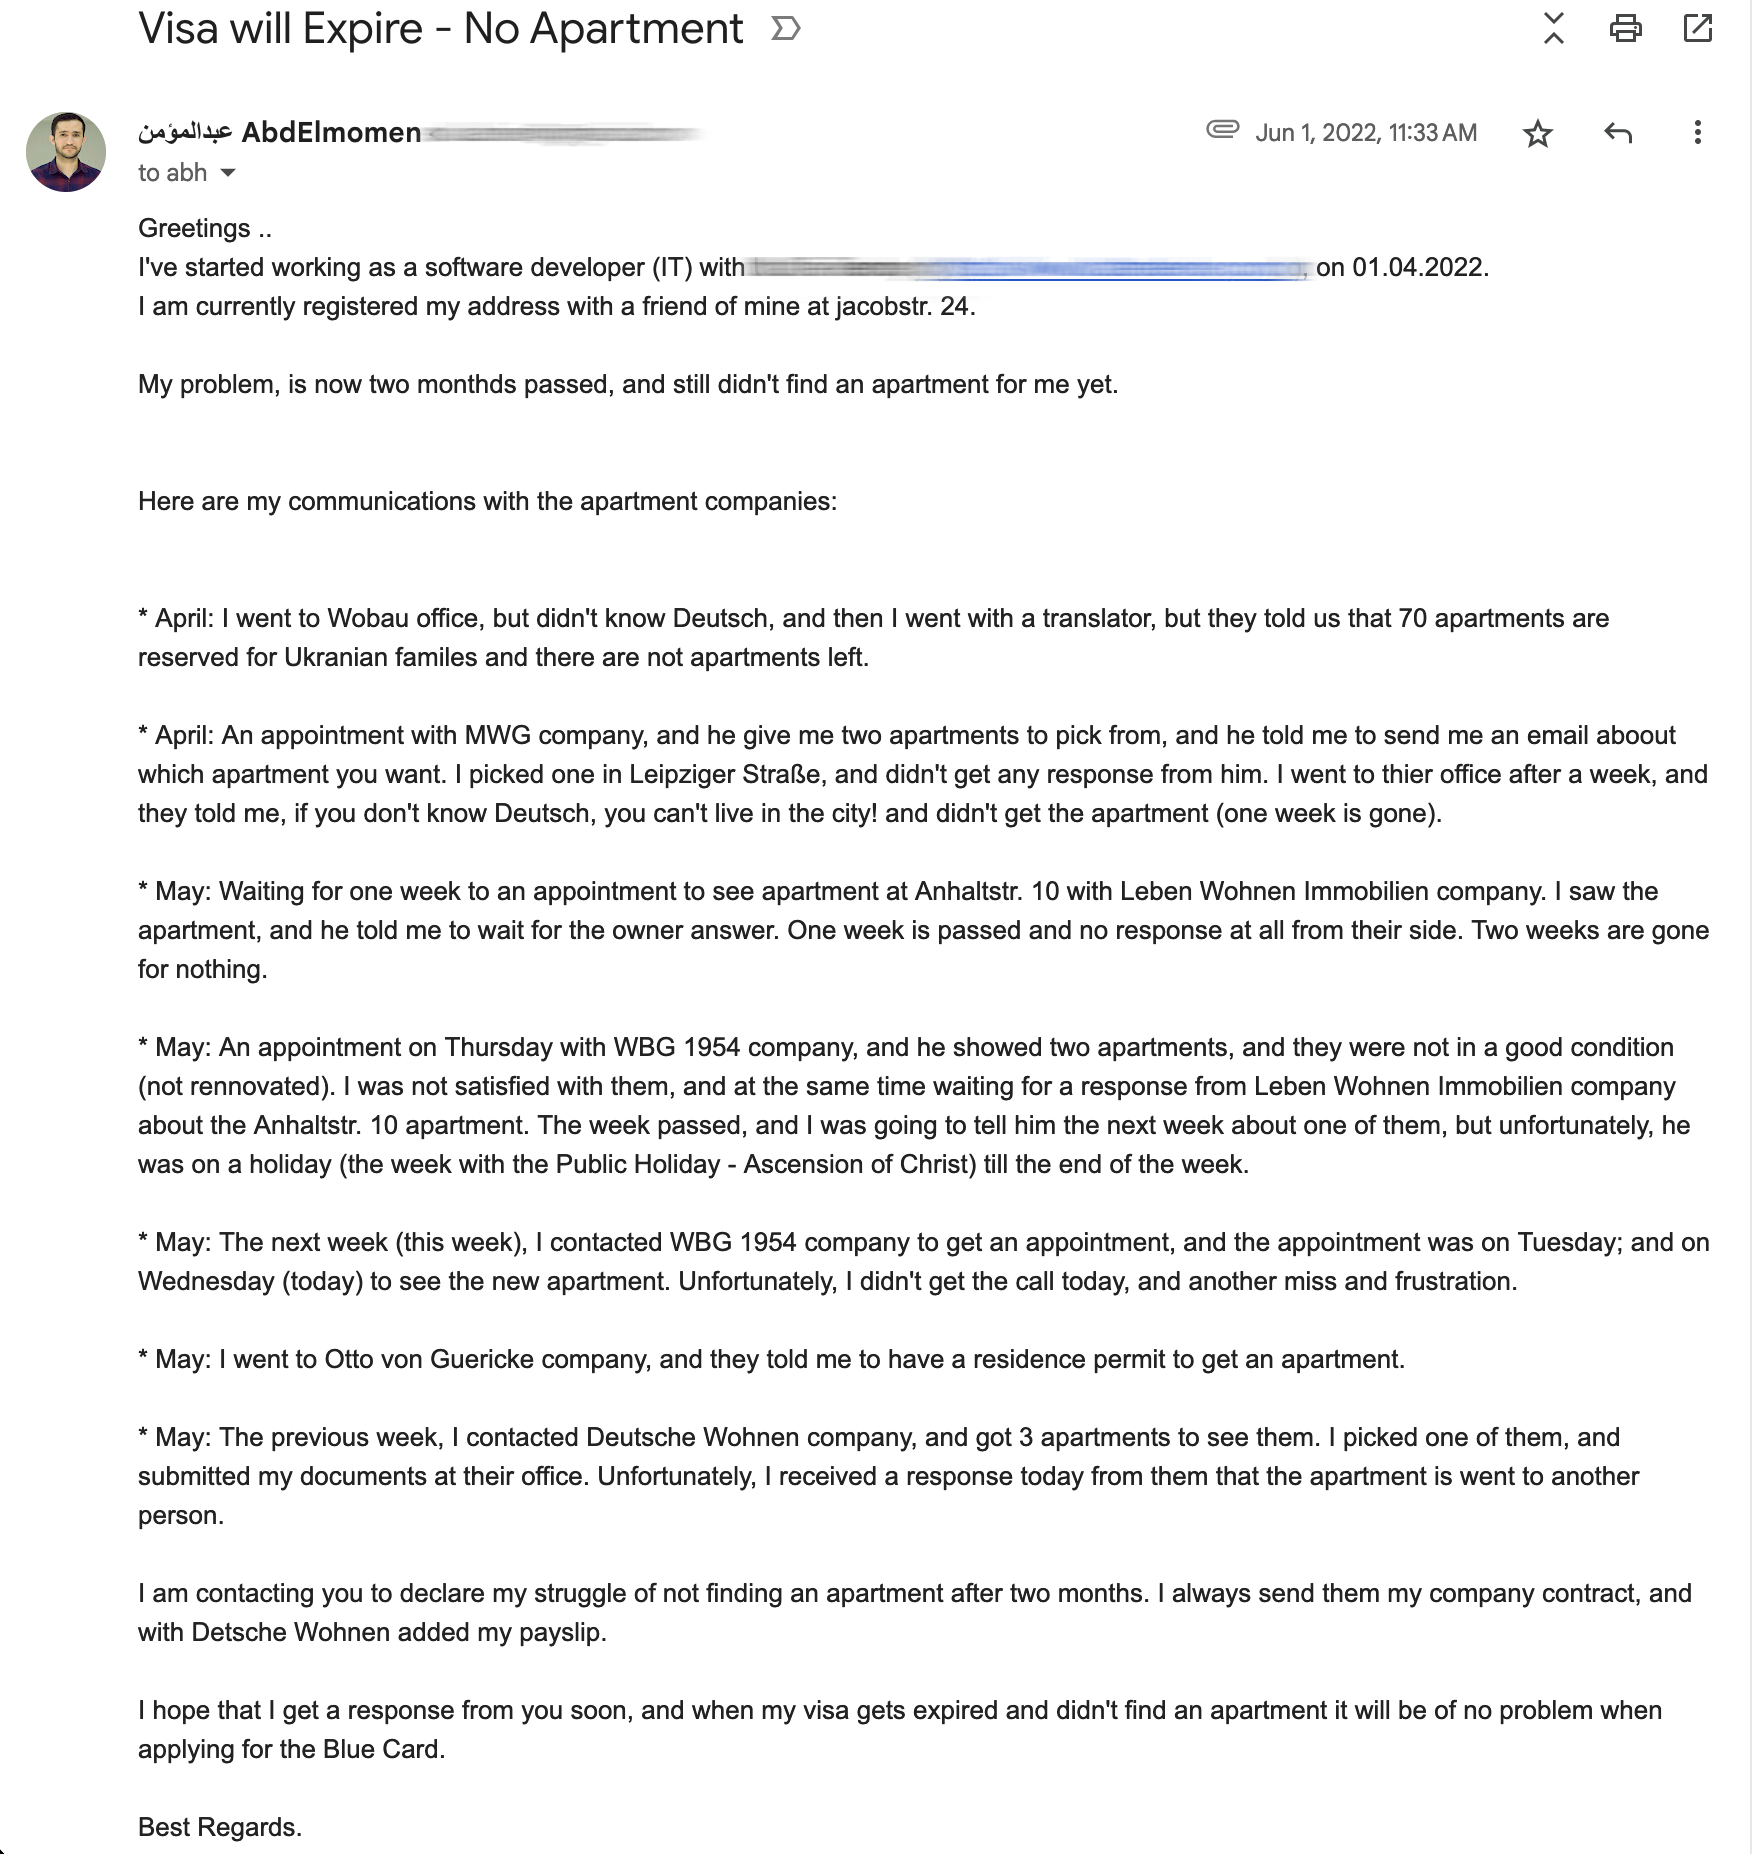 Visa will Expire - No Apartment
عبدالمؤمن AbdElmomen
Jun 1, 2022, 11:33 AM
to abh
Greetings ..
I've started working as a software developer (IT) with on 01.04.2022.
I am currently registered my address with a friend of mine at jacobstr. 24.
My problem, is now two monthds passed, and still didn't find an apartment for me yet.
Here are my communications with the apartment companies:
* April: I went to Wobau office, but didn't know Deutsch, and then I went with a translator, but they told us that 70 apartments are
reserved for Ukranian familes and there are not apartments left.
* April: An appointment with MWG company, and he give me two apartments to pick from, and he told me to send me an email aboout
which apartment you want. I picked one in Leipziger Straße, and didn't get any response from him. I went to thier office after a week, and
they told me, if you don't know Deutsch, you can't live in the city! and didn't get the apartment (one week is gone).
* May: Waiting for one week to an appointment to see apartment at Anhaltstr. 10 with Leben Wohnen Immobilien company. I saw the
apartment, and he told me to wait for the owner answer. One week is passed and no response at all from their side. Two weeks are gone
for nothing.
* May: An appointment on Thursday with WBG 1954 company, and he showed two apartments, and they were not in a good condition
(not rennovated). I was not satisfied with them, and at the same time waiting for a response from Leben Wohnen Immobilien company
about the Anhaltstr. 10 apartment. The week passed, and I was going to tell him the next week about one of them, but unfortunately, he
was on a holiday (the week with the Public Holiday - Ascension of Christ) till the end of the week.
* May: The next week (this week), I contacted WBG 1954 company to get an appointment, and the appointment was on Tuesday; and on
Wednesday (today) to see the new apartment. Unfortunately, I didn't get the call today, and another miss and frustration.
* May: I went to Otto von Guericke company, and they told me to have a residence permit to get an apartment.
* May: The previous week, I contacted Deutsche Wohnen company, and got 3 apartments to see them. I picked one of them, and
submitted my documents at their office. Unfortunately, I received a response today from them that the apartment is went to another
person.
I am contacting you to declare my struggle of not finding an apartment after two months. I always send them my company contract, and
with Detsche Wohnen added my payslip.
I hope that I get a response from you soon, and when my visa gets expired and didn't find an apartment it will be of no problem when
applying for the Blue Card.
Best Regards.